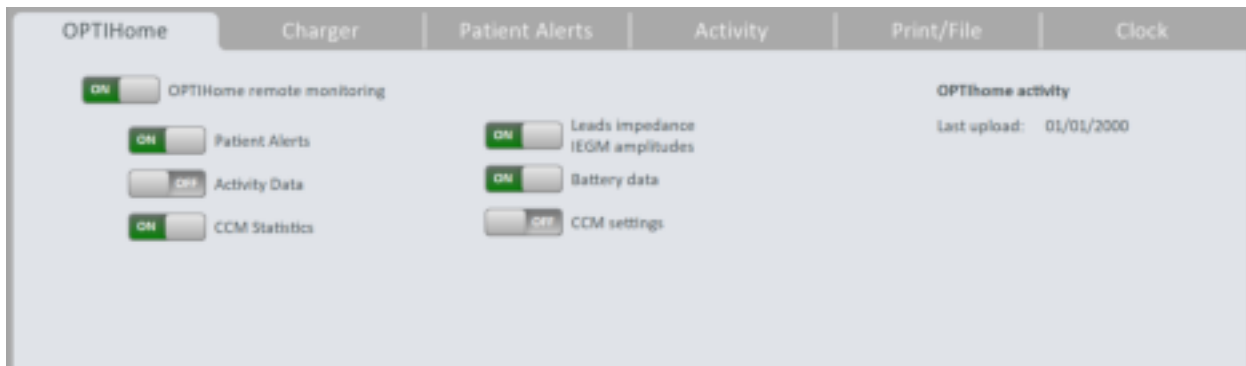 OPTIHome Charger Patient Alerts Activity Print/File Clock
ON OPTIHome remote monitoring
OPTIhome activity
ON Patient Alerts
ON Leads impedance
IEGM amplitudes
Last upload: 01/01/2000
OFF Activity Data
ON Battery data
ON CCM Statistics
OFF CCM settings